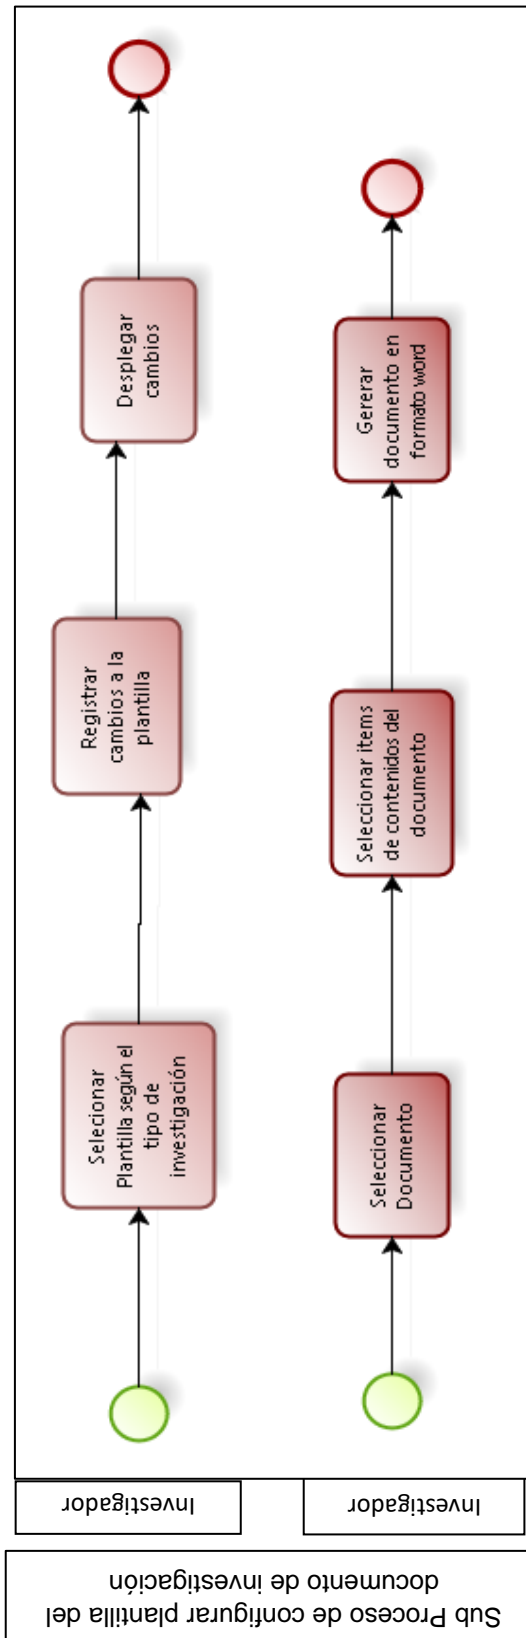 Sub Proceso de configurar plantilla del
documento de investigación
Investigador
Selecionar
Plantilla según el
tipo de
investigación
Registrar
cambios a la
plantilla
Desplegar
cambios
Investigador
Seleccionar
Documento
Seleccionar items
de contenidos del
documento
Gererar
documento en
formato word